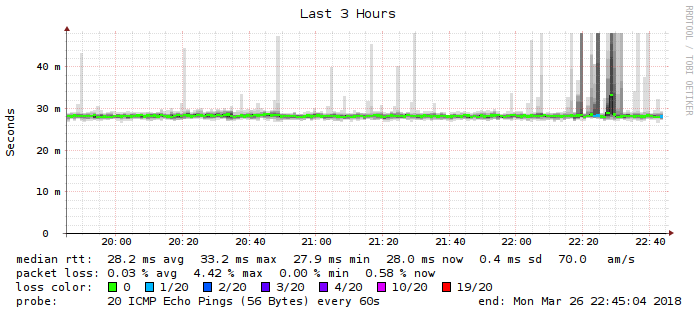 Last 3 Hours
RRDTOOL / TOBI OETIKER
Seconds
40 m
30 m
20 m
10 m
0
20:00 20:20 20:40 21:00 21:20 21:40 22:00 22:20 22:40
median rtt: 28.2 ms avg 33.2 ms max 27.9 ms min 28.0 ms now 0.4 ms sd 70.0 am/s
packet loss: 0.03 % avg 4.42 % max 0.00 % min 0.58 % now
loss color: 0 1/20 2/20 3/20 4/20 10/20 19/20
probe: 20 ICMP Echo Pings (56 Bytes) every 60s end: Mon Mar 26 22:45:04 2018